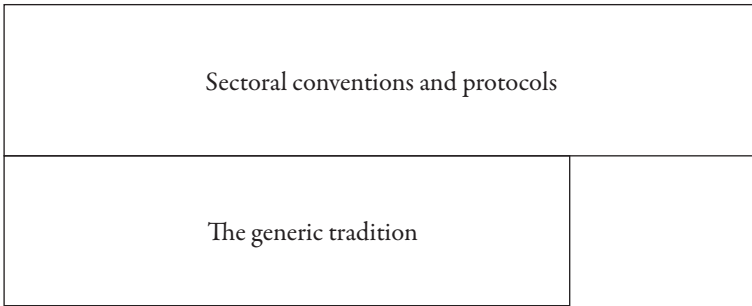 Sectoral conventions and protocols
The generic tradition